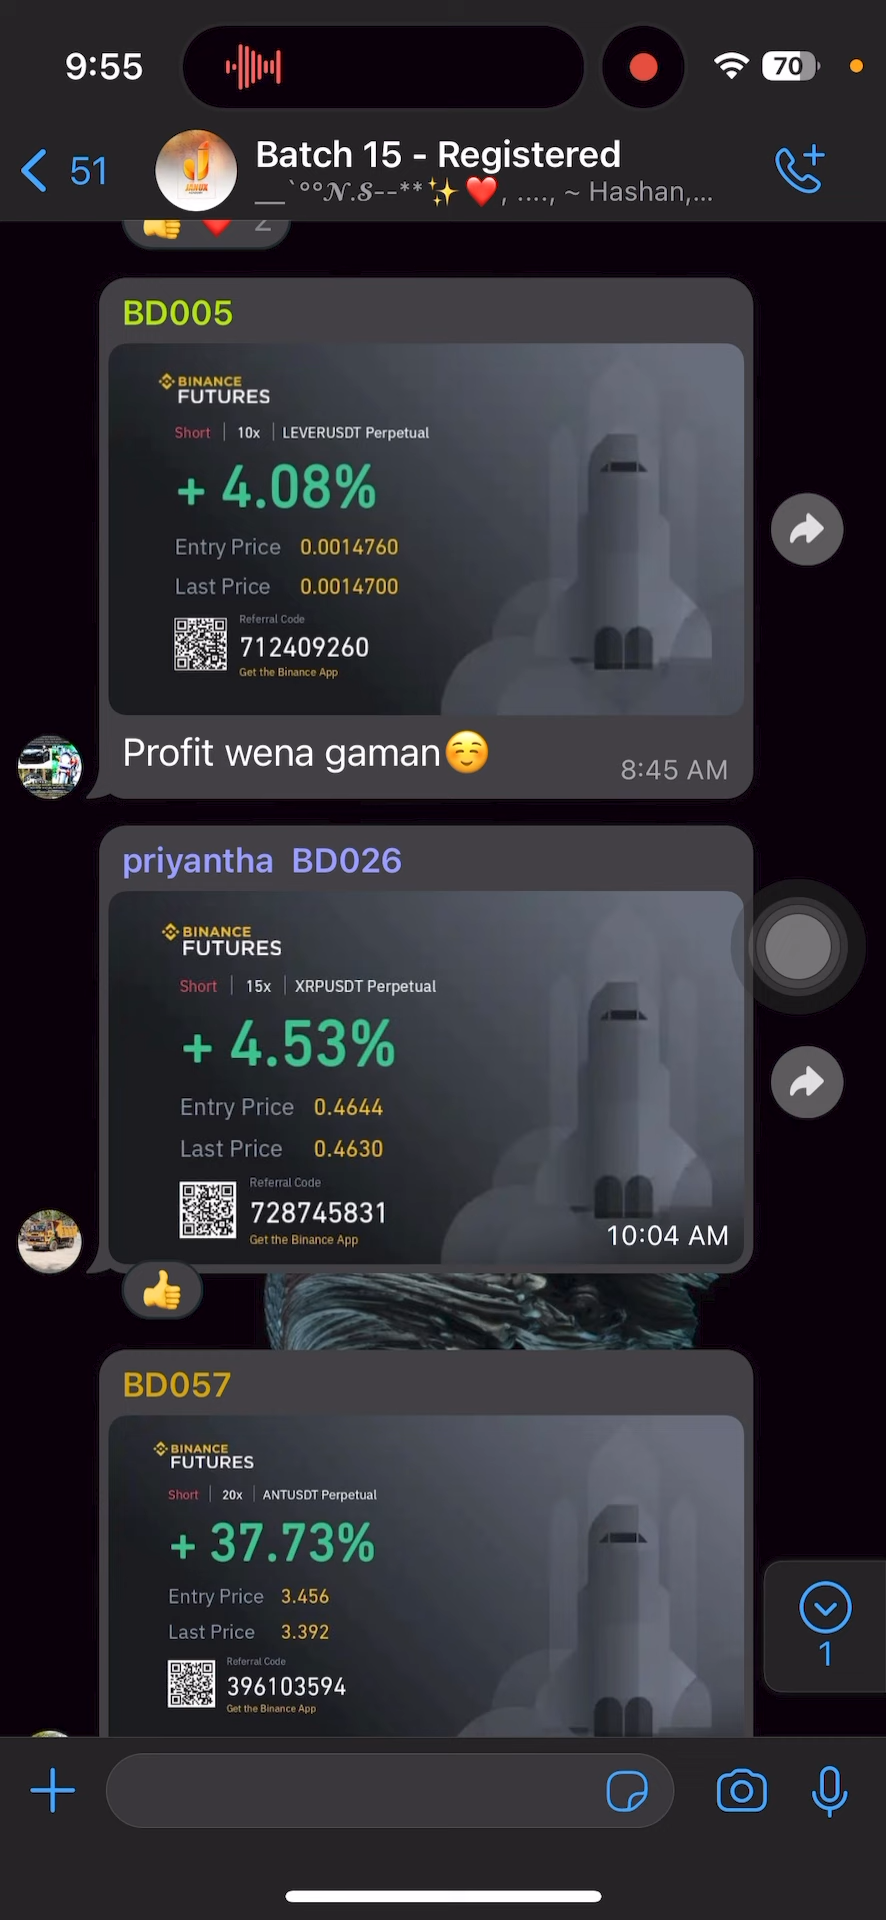 9:55
70
51
Batch 15 - Registered
__`°°𝓝.𝓢--**✨❤️, ...., ~ Hashan,...
👍 ❤️ 2
BD005
BINANCE
FUTURES
Short | 10x | LEVERUSDT Perpetual
+ 4.08%
Entry Price 0.0014760
Last Price 0.0014700
Referral Code
712409260
Get the Binance App
Profit wena gaman☺️
8:45 AM
priyantha BD026
BINANCE
FUTURES
Short | 15x | XRPUSDT Perpetual
+ 4.53%
Entry Price 0.4644
Last Price 0.4630
Referral Code
728745831
Get the Binance App
10:04 AM
👍
BD057
BINANCE
FUTURES
Short | 20x | ANTUSDT Perpetual
+ 37.73%
Entry Price 3.456
Last Price 3.392
Referral Code
396103594
Get the Binance App
1